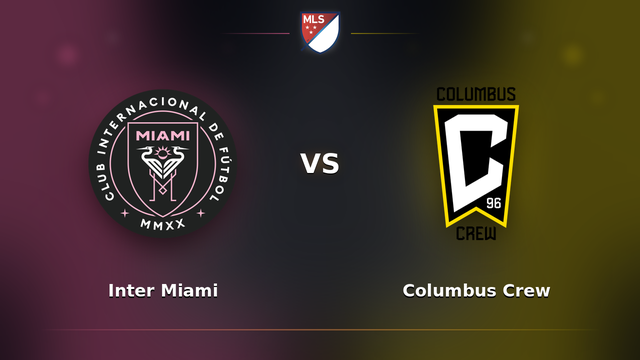 MLS
COLUMBUS
CLUB INTERNACIONAL DE FÚTBOL
MIAMI
VS
96
MMXX
CREW
Inter Miami
Columbus Crew